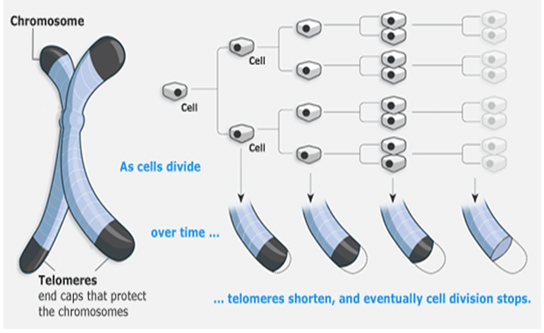 Chromosome
Cell
Cell
Cell
As cells divide
over time ...
Telomeres
end caps that protect
the chromosomes
... telomeres shorten, and eventually cell division stops.